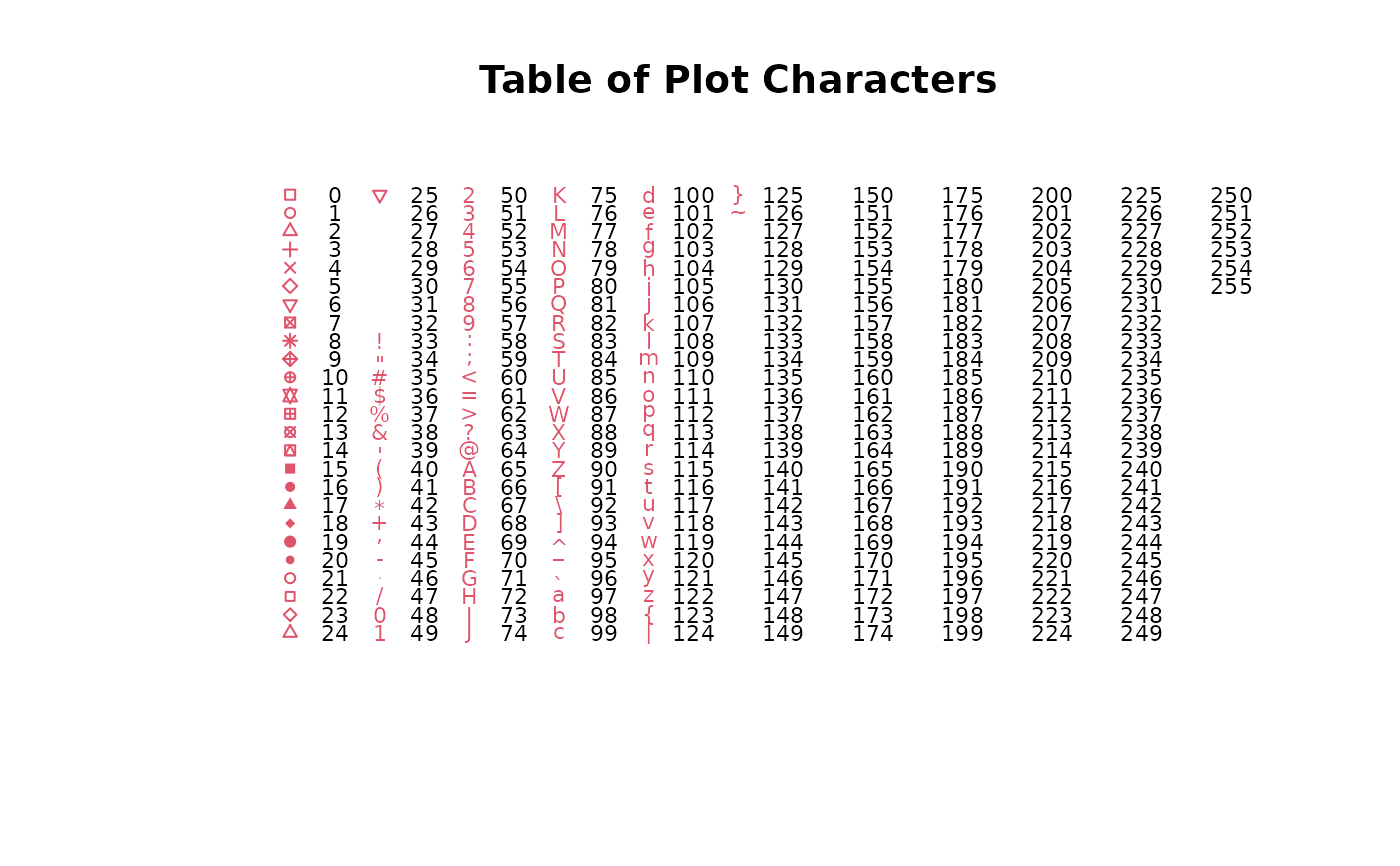 Table of Plot Characters
□ 0 ▽ 25 2 50 K 75 d 100 } 125 150 175 200 225 250
○ 1 26 3 51 L 76 e 101 ~ 126 151 176 201 226 251
△ 2 27 4 52 M 77 f 102 127 152 177 202 227 252
+ 3 28 5 53 N 78 g 103 128 153 178 203 228 253
× 4 29 6 54 O 79 h 104 129 154 179 204 229 254
◇ 5 30 7 55 P 80 i 105 130 155 180 205 230 255
▽ 6 31 8 56 Q 81 j 106 131 156 181 206 231
⊠ 7 32 9 57 R 82 k 107 132 157 182 207 232
✳ 8 ! 33 : 58 S 83 l 108 133 158 183 208 233
9 " 34 ; 59 T 84 m 109 134 159 184 209 234
⊕ 10 # 35 < 60 U 85 n 110 135 160 185 210 235
✡ 11 $ 36 = 61 V 86 o 111 136 161 186 211 236
⊞ 12 % 37 > 62 W 87 p 112 137 162 187 212 237
⊗ 13 & 38 ? 63 X 88 q 113 138 163 188 213 238
14 ' 39 @ 64 Y 89 r 114 139 164 189 214 239
■ 15 ( 40 A 65 Z 90 s 115 140 165 190 215 240
● 16 ) 41 B 66 [ 91 t 116 141 166 191 216 241
▲ 17 * 42 C 67 \ 92 u 117 142 167 192 217 242
◆ 18 + 43 D 68 ] 93 v 118 143 168 193 218 243
● 19 , 44 E 69 ^ 94 w 119 144 169 194 219 244
● 20 - 45 F 70 _ 95 x 120 145 170 195 220 245
○ 21 . 46 G 71 ` 96 y 121 146 171 196 221 246
□ 22 / 47 H 72 a 97 z 122 147 172 197 222 247
◇ 23 0 48 I 73 b 98 { 123 148 173 198 223 248
△ 24 1 49 J 74 c 99 | 124 149 174 199 224 249